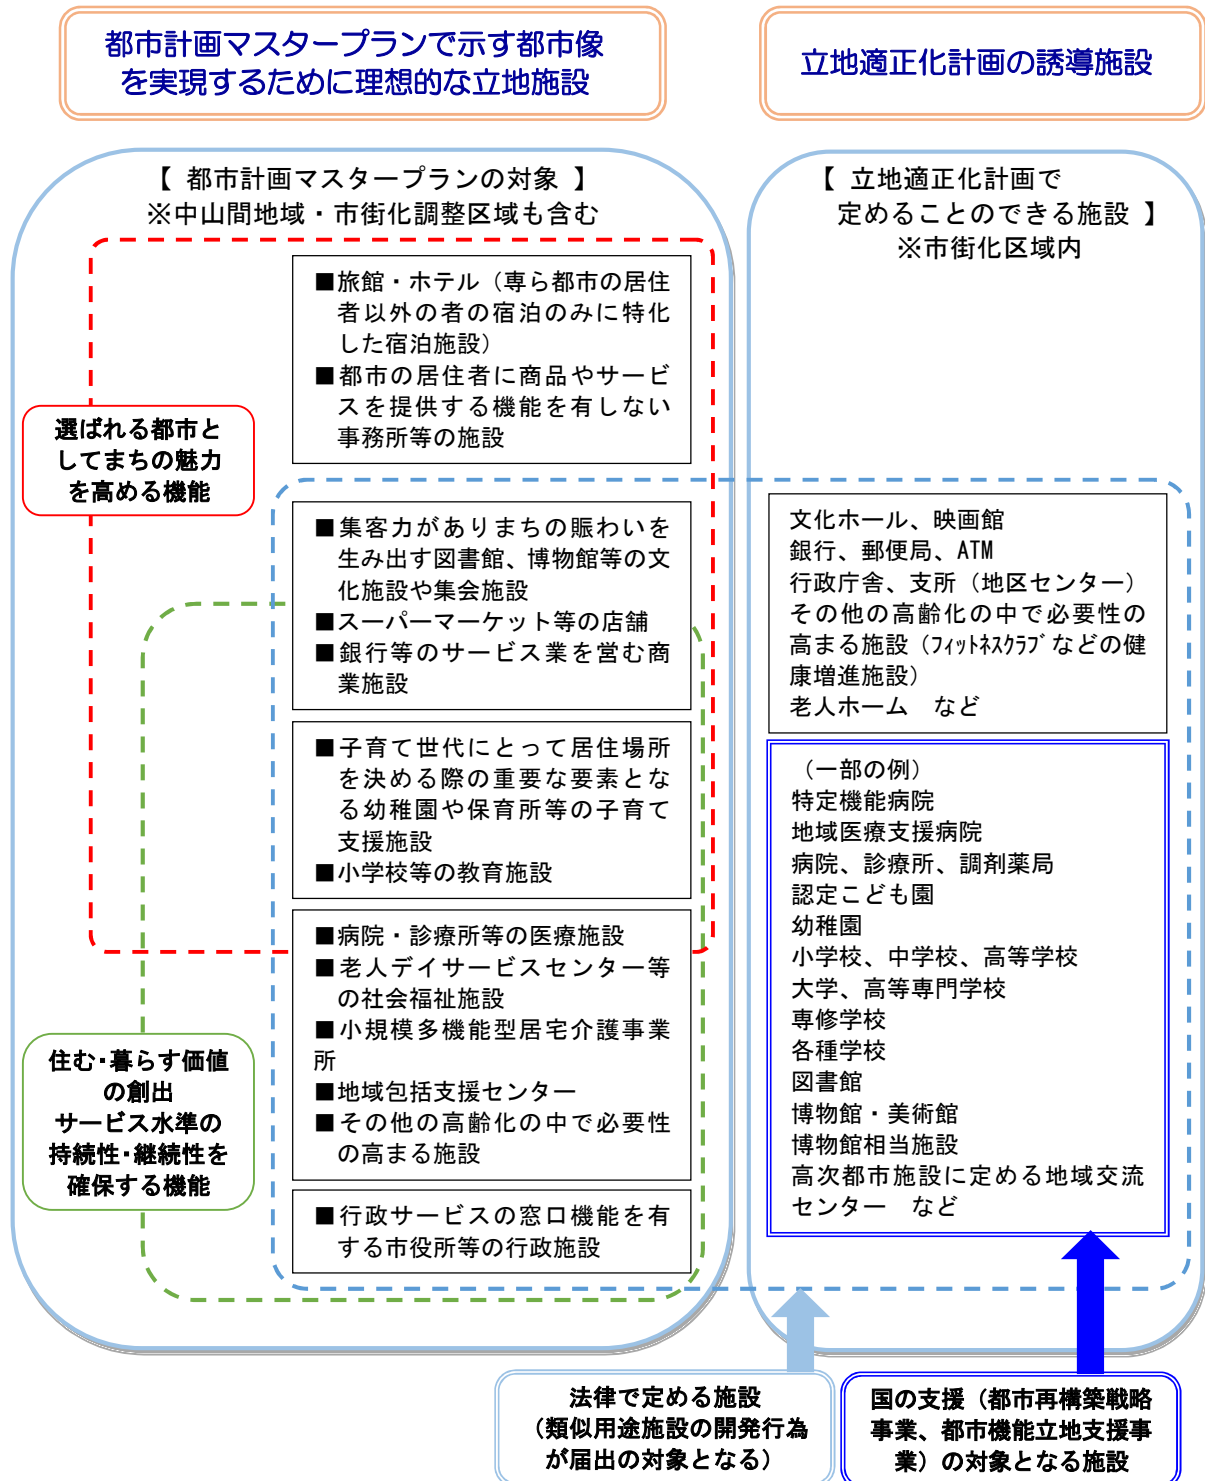 都市計画マスタープランで示す都市像
を実現するために理想的な立地施設
立地適正化計画の誘導施設
【 都市計画マスタープランの対象 】
※中山間地域・市街化調整区域も含む
■旅館・ホテル（専ら都市の居住
者以外の者の宿泊のみに特化
した宿泊施設）
■都市の居住者に商品やサービ
スを提供する機能を有しない
事務所等の施設
選ばれる都市と
してまちの魅力
を高める機能
■集客力がありまちの賑わいを
生み出す図書館、博物館等の文
化施設や集会施設
■スーパーマーケット等の店舗
■銀行等のサービス業を営む商
業施設
■子育て世代にとって居住場所
を決める際の重要な要素とな
る幼稚園や保育所等の子育て
支援施設
■小学校等の教育施設
■病院・診療所等の医療施設
■老人デイサービスセンター等
の社会福祉施設
■小規模多機能型居宅介護事業
所
■地域包括支援センター
■その他の高齢化の中で必要性
の高まる施設
住む・暮らす価値
の創出
サービス水準の
持続性・継続性を
確保する機能
■行政サービスの窓口機能を有
する市役所等の行政施設
【 立地適正化計画で
定めることのできる施設 】
※市街化区域内
文化ホール、映画館
銀行、郵便局、ATM
行政庁舎、支所（地区センター）
その他の高齢化の中で必要性の
高まる施設（ﾌｨｯﾄﾈｽｸﾗﾌﾞなどの健
康増進施設）
老人ホーム　など
（一部の例）
特定機能病院
地域医療支援病院
病院、診療所、調剤薬局
認定こども園
幼稚園
小学校、中学校、高等学校
大学、高等専門学校
専修学校
各種学校
図書館
博物館・美術館
博物館相当施設
高次都市施設に定める地域交流
センター　など
法律で定める施設
（類似用途施設の開発行為
が届出の対象となる）
国の支援（都市再構築戦略
事業、都市機能立地支援事
業）の対象となる施設